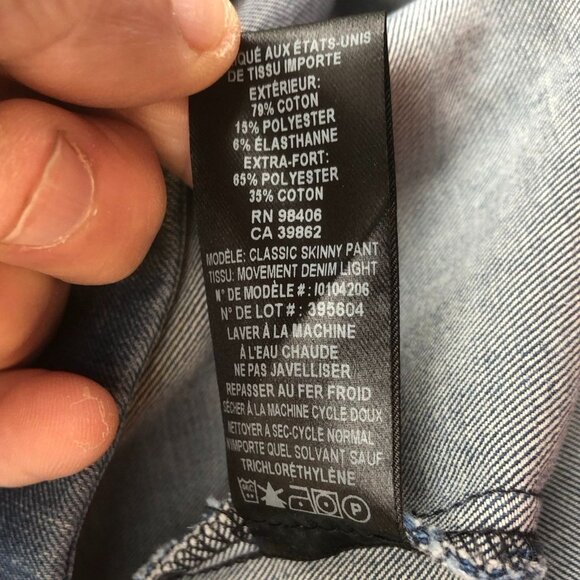 QUÉ AUX ÉTATS-UNIS
DE TISSU IMPORTE
EXTÉRIEUR:
79% COTON
15% POLYESTER
6% ÉLASTHANNE
EXTRA-FORT:
65% POLYESTER
35% COTON
RN 98406
CA 39862
MODÈLE: CLASSIC SKINNY PANT
TISSU: MOVEMENT DENIM LIGHT
N° DE MODÈLE # : I0104206
N° DE LOT # : 395604
LAVER À LA MACHINE
À L'EAU CHAUDE
NE PAS JAVELLISER
REPASSER AU FER FROID
SÉCHER À LA MACHINE CYCLE DOUX
NETTOYER À SEC-CYCLE NORMAL
N'IMPORTE QUEL SOLVANT SAUF
TRICHLORÉTHYLÈNE
P